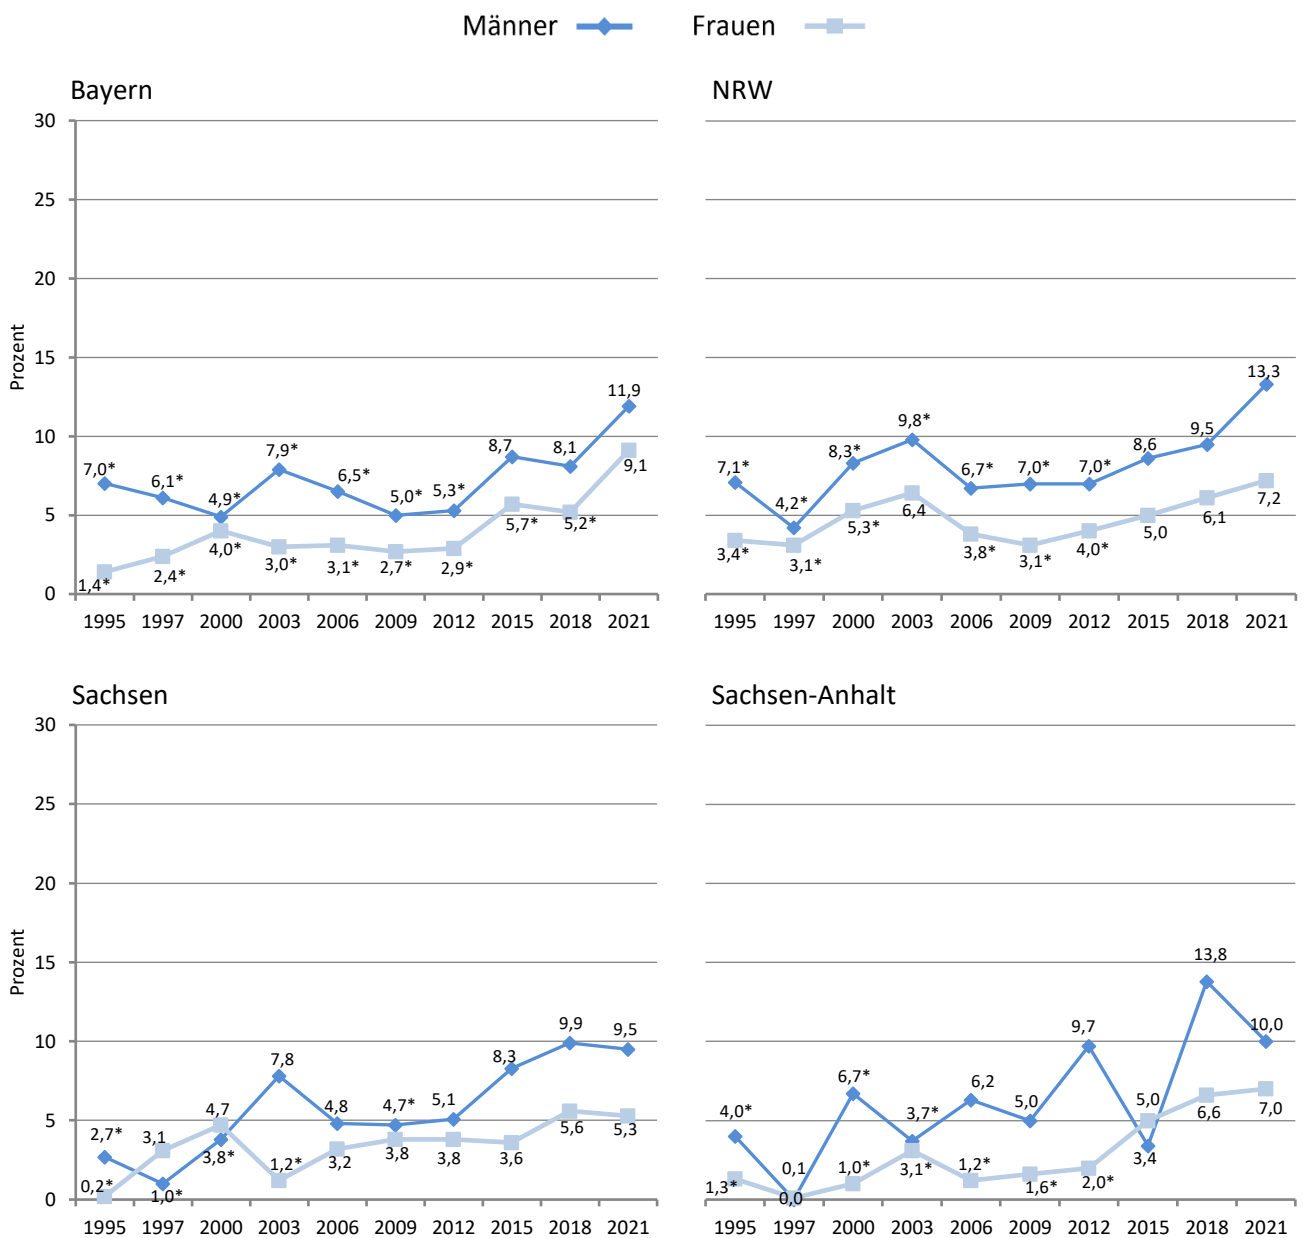 Männer Frauen
Bayern
30
25
20
15
10
5
0
Prozent
7,0* 6,1* 4,9* 7,9* 6,5* 5,0* 5,3* 8,7 8,1 11,9
1,4* 2,4* 4,0* 3,0* 3,1* 2,7* 2,9* 5,7* 5,2* 9,1
1995 1997 2000 2003 2006 2009 2012 2015 2018 2021
NRW
7,1* 4,2* 8,3* 9,8* 6,7* 7,0* 7,0* 8,6 9,5 13,3
3,4* 3,1* 5,3* 6,4 3,8* 3,1* 4,0* 5,0 6,1 7,2
1995 1997 2000 2003 2006 2009 2012 2015 2018 2021
Sachsen
30
25
20
15
10
5
0
Prozent
2,7* 1,0* 3,8* 7,8 4,8 4,7* 5,1 8,3 9,9 9,5
0,2* 3,1 4,7 1,2* 3,2 3,8 3,8 3,6 5,6 5,3
1995 1997 2000 2003 2006 2009 2012 2015 2018 2021
Sachsen-Anhalt
4,0* 0,0 6,7* 3,7* 6,2 5,0 9,7 3,4 13,8 10,0
1,3* 0,1 1,0* 3,1* 1,2* 1,6* 2,0* 5,0 6,6 7,0
1995 1997 2000 2003 2006 2009 2012 2015 2018 2021